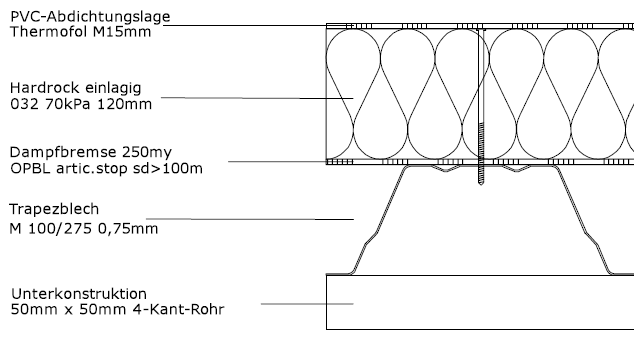 PVC-Abdichtungslage
Thermofol M15mm
Hardrock einlagig
032 70kPa 120mm
Dampfbremse 250my
OPBL artic.stop sd>100m
Trapezblech
M 100/275 0,75mm
Unterkonstruktion
50mm x 50mm 4-Kant-Rohr